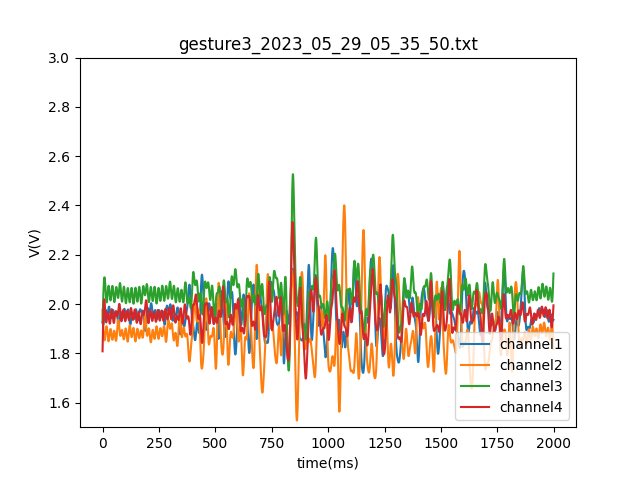 gesture3_2023_05_29_05_35_50.txt
3.0
2.8
2.6
2.4
2.2
2.0
1.8
1.6
V(V)
channel1
channel2
channel3
channel4
0 250 500 750 1000 1250 1500 1750 2000
time(ms)